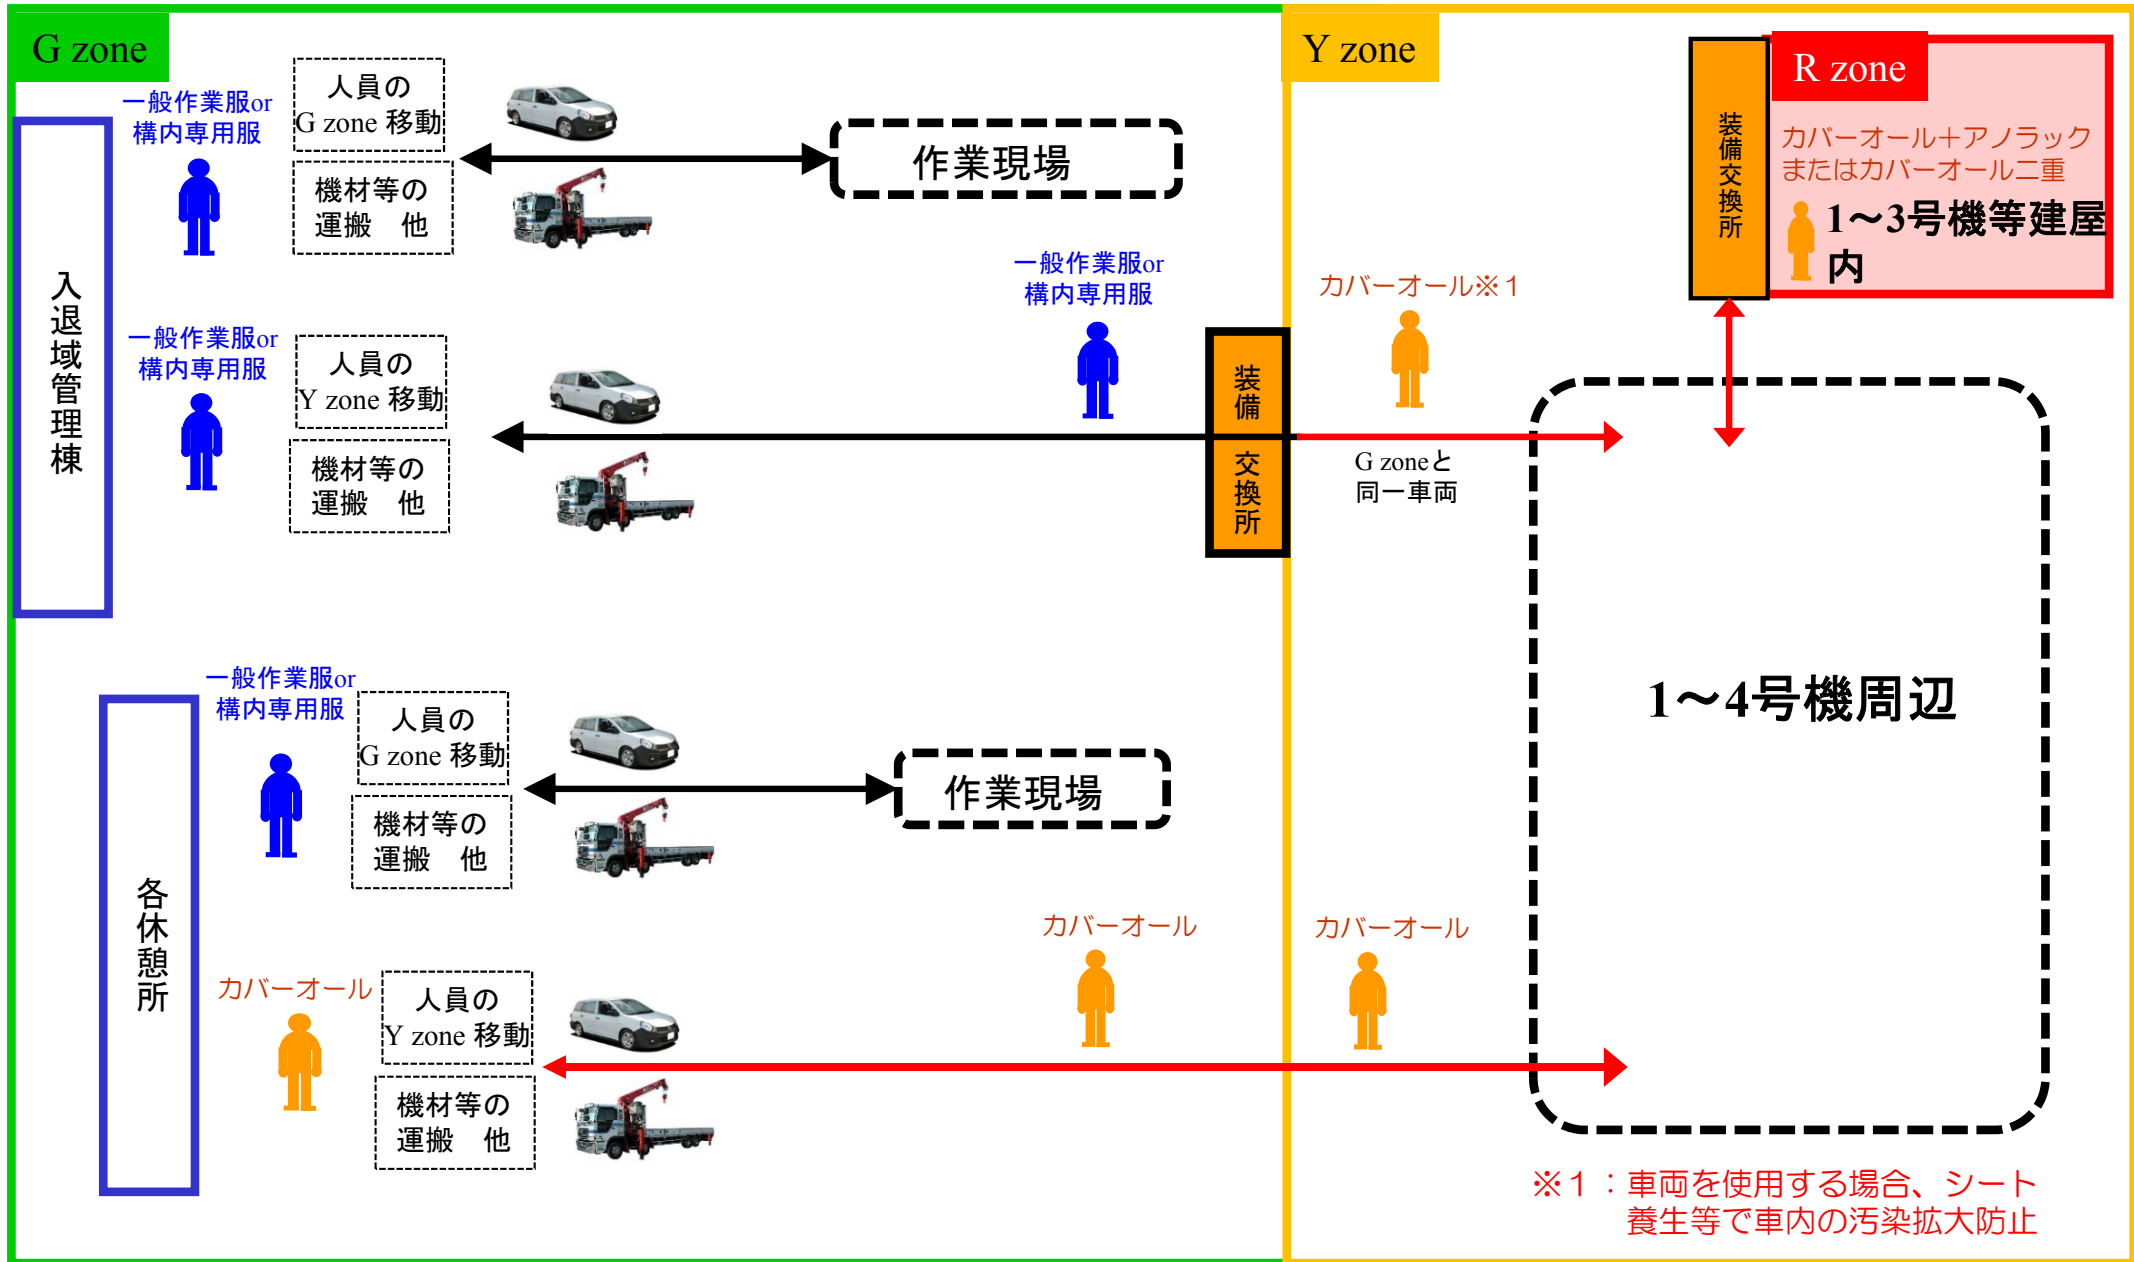 G zone
一般作業服or
構内専用服
人員の
G zone 移動
機材等の
運搬　他
作業現場
入退域管理棟
一般作業服or
構内専用服
人員の
Y zone 移動
機材等の
運搬　他
一般作業服or
構内専用服
装備交換所
Y zone
カバーオール※１
G zoneと
同一車両
装備交換所
R zone
カバーオール＋アノラック
またはカバーオール二重
1～3号機等建屋
内
1～4号機周辺
各休憩所
一般作業服or
構内専用服
人員の
G zone 移動
機材等の
運搬　他
作業現場
カバーオール
人員の
Y zone 移動
機材等の
運搬　他
カバーオール
カバーオール
※１：車両を使用する場合、シート
養生等で車内の汚染拡大防止